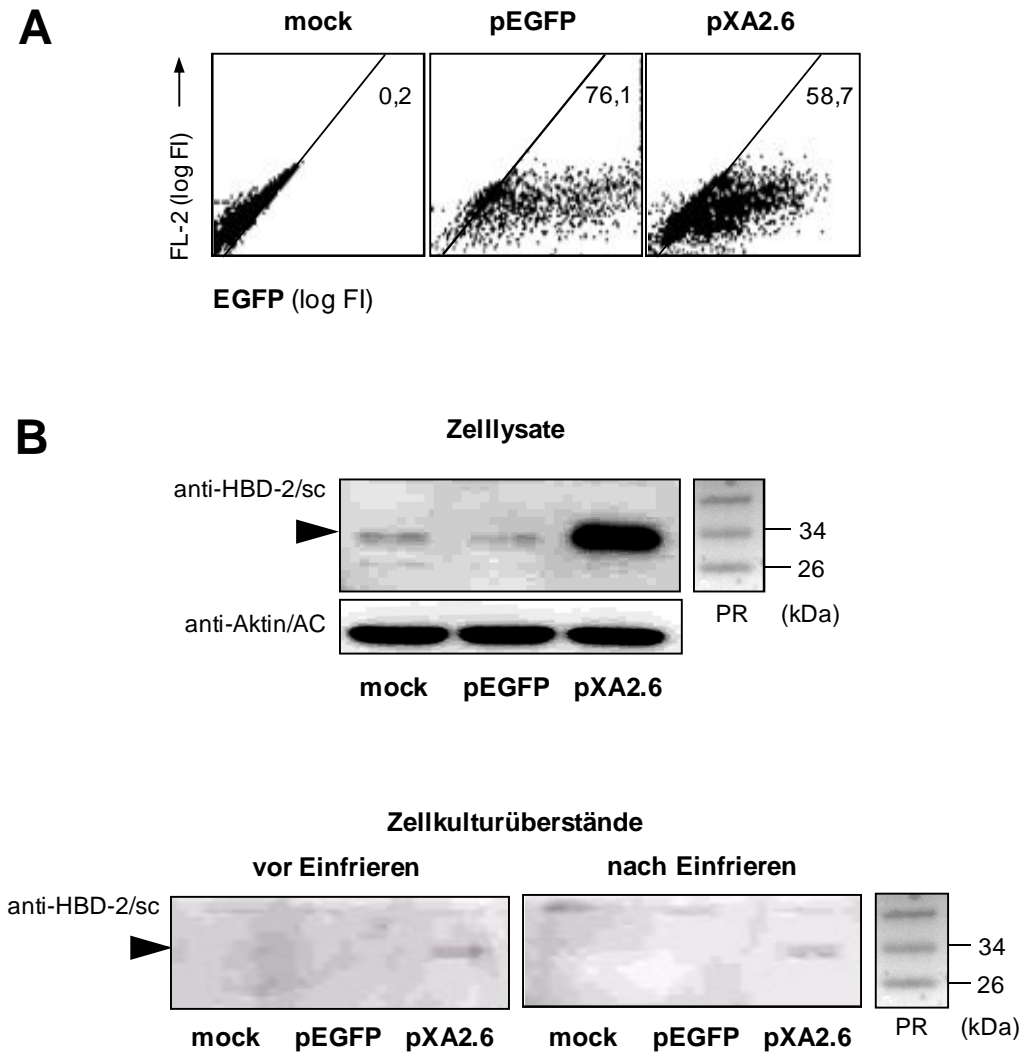 A
mock
pEGFP
pXA2.6
FL-2 (log FI)
0,2
76,1
58,7
EGFP (log FI)
B
Zelllysate
anti-HBD-2/sc
34
26
anti-Aktin/AC
PR
(kDa)
mock
pEGFP
pXA2.6
Zellkulturüberstände
vor Einfrieren
nach Einfrieren
anti-HBD-2/sc
34
26
mock
pEGFP
pXA2.6
mock
pEGFP
pXA2.6
PR
(kDa)